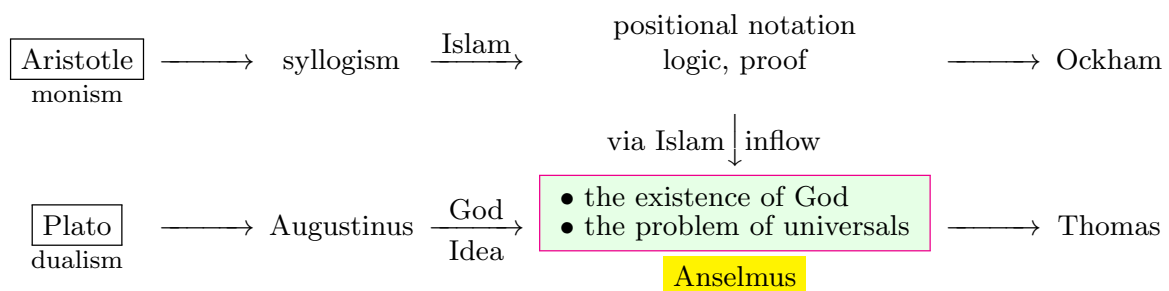 positional notation
Aristotle syllogism Islam logic, proof Ockham
monism
via Islam inflow
• the existence of God
• the problem of universals
Plato Augustinus God Idea Thomas
dualism
Anselmus